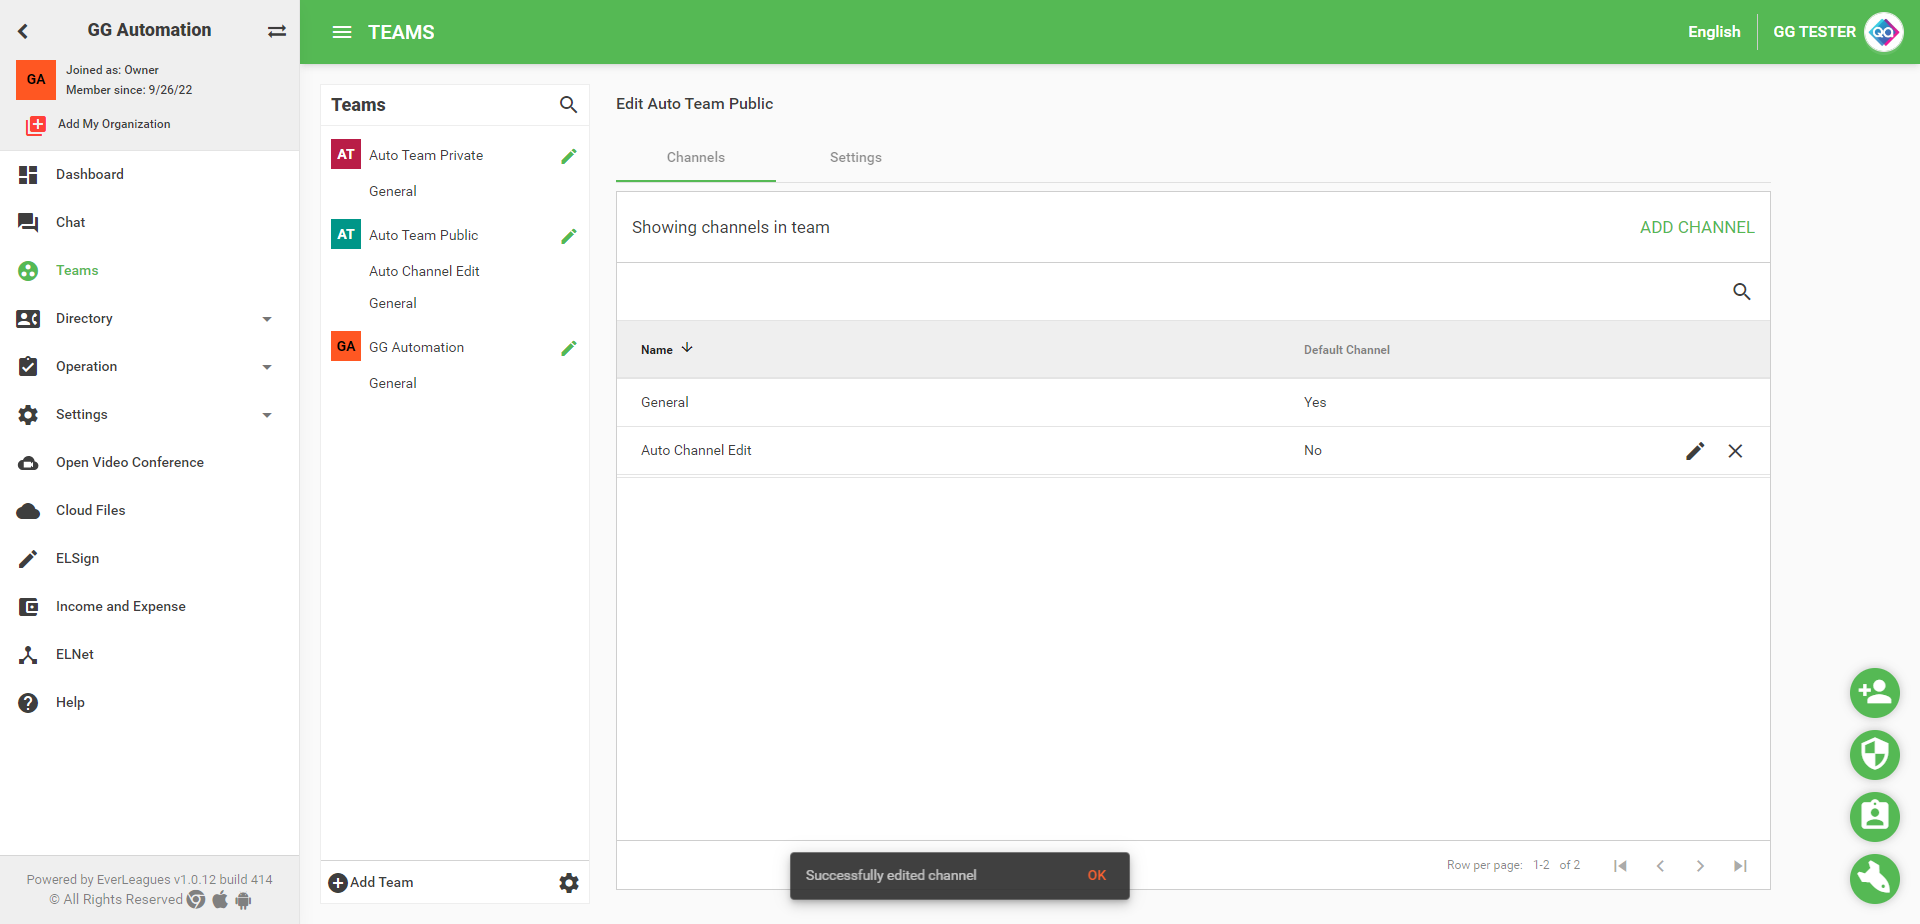 GG Automation
GA
Joined as: Owner
Member since: 9/26/22
Add My Organization
Dashboard
Chat
Teams
Directory
Operation
Settings
Open Video Conference
Cloud Files
ELSign
Income and Expense
ELNet
Help
Powered by EverLeagues v1.0.12 build 414
© All Rights Reserved
TEAMS
English
GG TESTER
QA
Teams
AT Auto Team Private
General
AT Auto Team Public
Auto Channel Edit
General
GA GG Automation
General
Add Team
Edit Auto Team Public
Channels Settings
Showing channels in team
ADD CHANNEL
Name Default Channel
General Yes
Auto Channel Edit No
Row per page: 1-2 of 2
Successfully edited channel OK